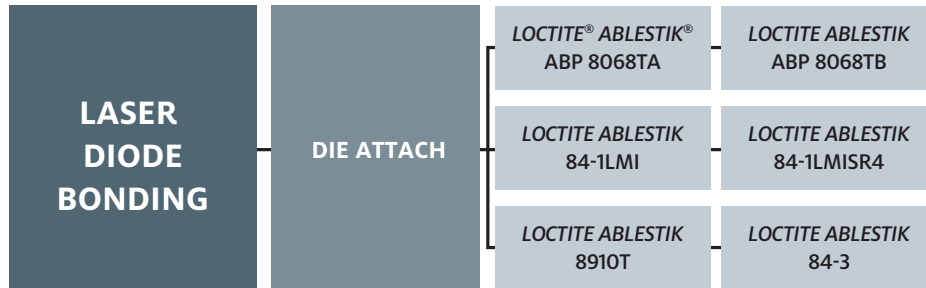 LASER
DIODE
BONDING
DIE ATTACH
LOCTITE® ABLESTIK®
ABP 8068TA
LOCTITE ABLESTIK
ABP 8068TB
LOCTITE ABLESTIK
84-1LMI
LOCTITE ABLESTIK
84-1LMISR4
LOCTITE ABLESTIK
8910T
LOCTITE ABLESTIK
84-3